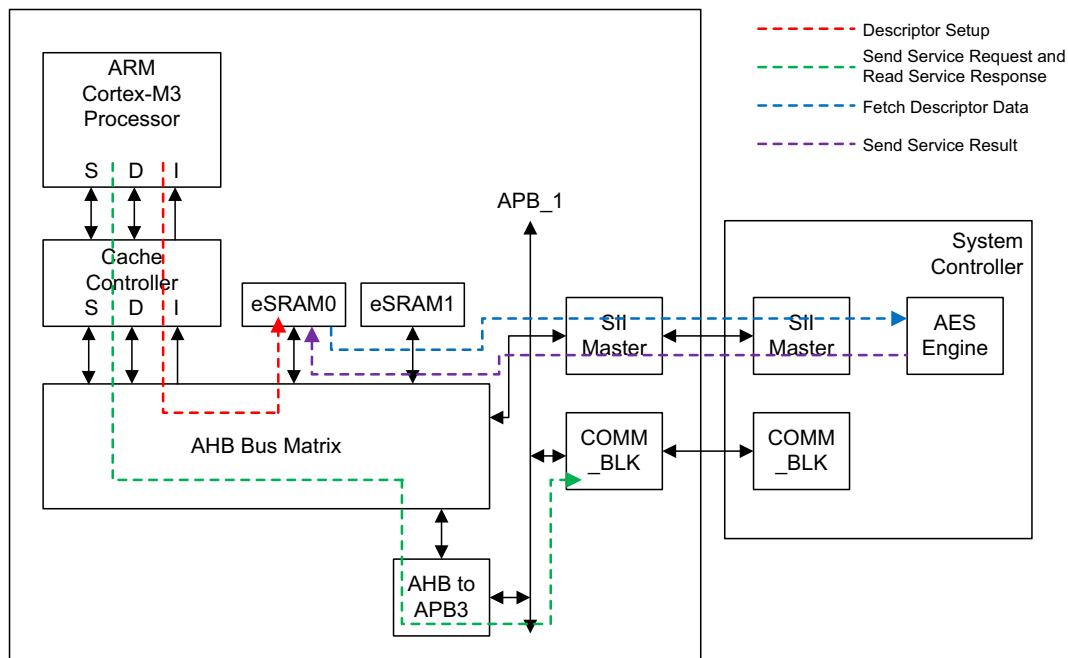 Descriptor Setup
Send Service Request and
Read Service Response
Fetch Descriptor Data
Send Service Result
ARM
Cortex-M3
Processor
S D I
Cache
Controller
S D I
eSRAM0
eSRAM1
APB_1
System
Controller
SII
Master
SII
Master
AES
Engine
AHB Bus Matrix
COMM
_BLK
COMM
_BLK
AHB to
APB3